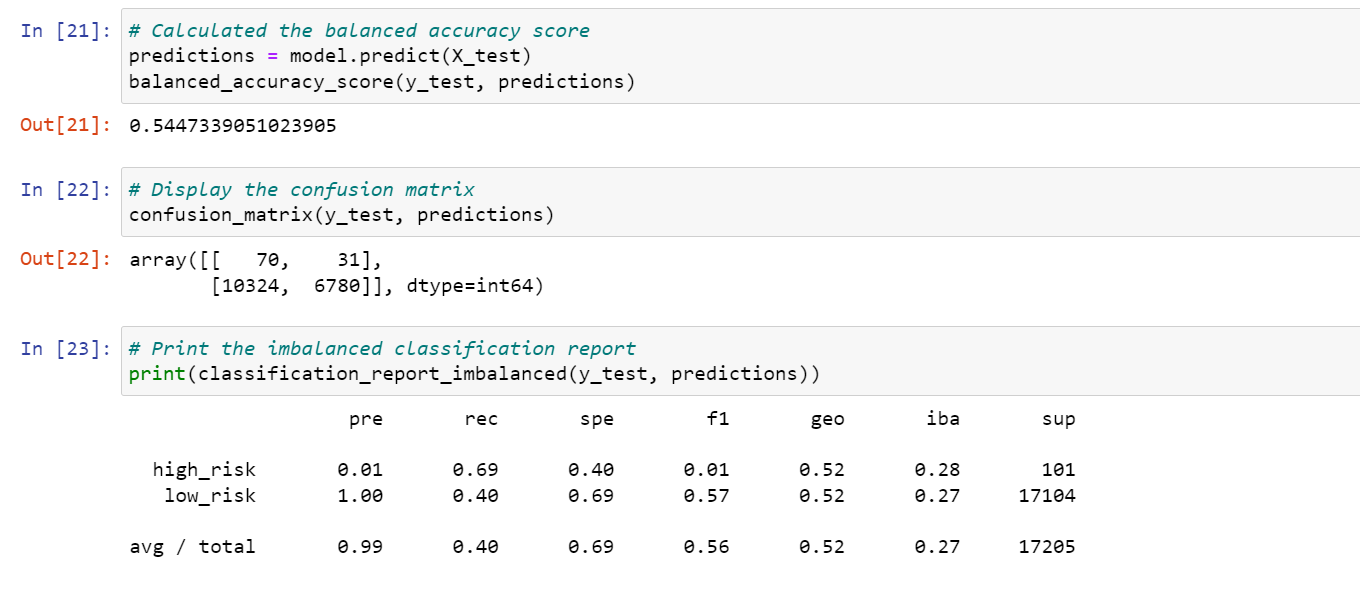 In [21]: # Calculated the balanced accuracy score
predictions = model.predict(X_test)
balanced_accuracy_score(y_test, predictions)
Out[21]: 0.5447339051023905
In [22]: # Display the confusion matrix
confusion_matrix(y_test, predictions)
Out[22]: array([[   70,    31],
       [10324,  6780]], dtype=int64)
In [23]: # Print the imbalanced classification report
print(classification_report_imbalanced(y_test, predictions))
pre rec spe f1 geo iba sup
high_risk 0.01 0.69 0.40 0.01 0.52 0.28 101
low_risk 1.00 0.40 0.69 0.57 0.52 0.27 17104
avg / total 0.99 0.40 0.69 0.56 0.52 0.27 17205